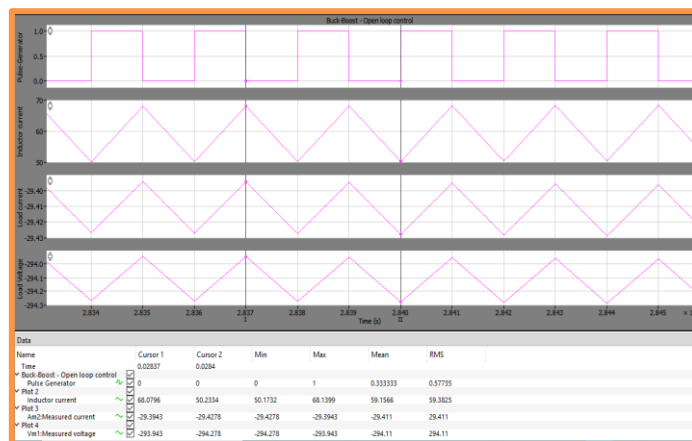 Buck-Boost - Open loop control
Pulse-Generator
1.0
0.5
0.0
Inductor current
70
60
50
Load current
-29.40
-29.41
-29.42
-29.43
Load Voltage
-294.0
-294.1
-294.2
-294.3
2.834 2.835 2.836 2.837 2.838 2.839 2.840 2.841 2.842 2.843 2.844 2.845
I Time (s) II
Data
Name Cursor 1 Cursor 2 Min Max Mean RMS
Time 0.02837 0.0284
Buck-Boost - Open loop control
Pulse Generator 0 0 0 1 0.333333 0.57735
Plot 2
Inductor current 68.0796 50.2334 50.1732 68.1399 59.1566 59.3825
Plot 3
Am2:Measured current -29.3943 -29.4278 -29.4278 -29.3943 -29.411 29.411
Plot 4
Vm1:Measured voltage -293.943 -294.278 -294.278 -293.943 -294.11 294.11